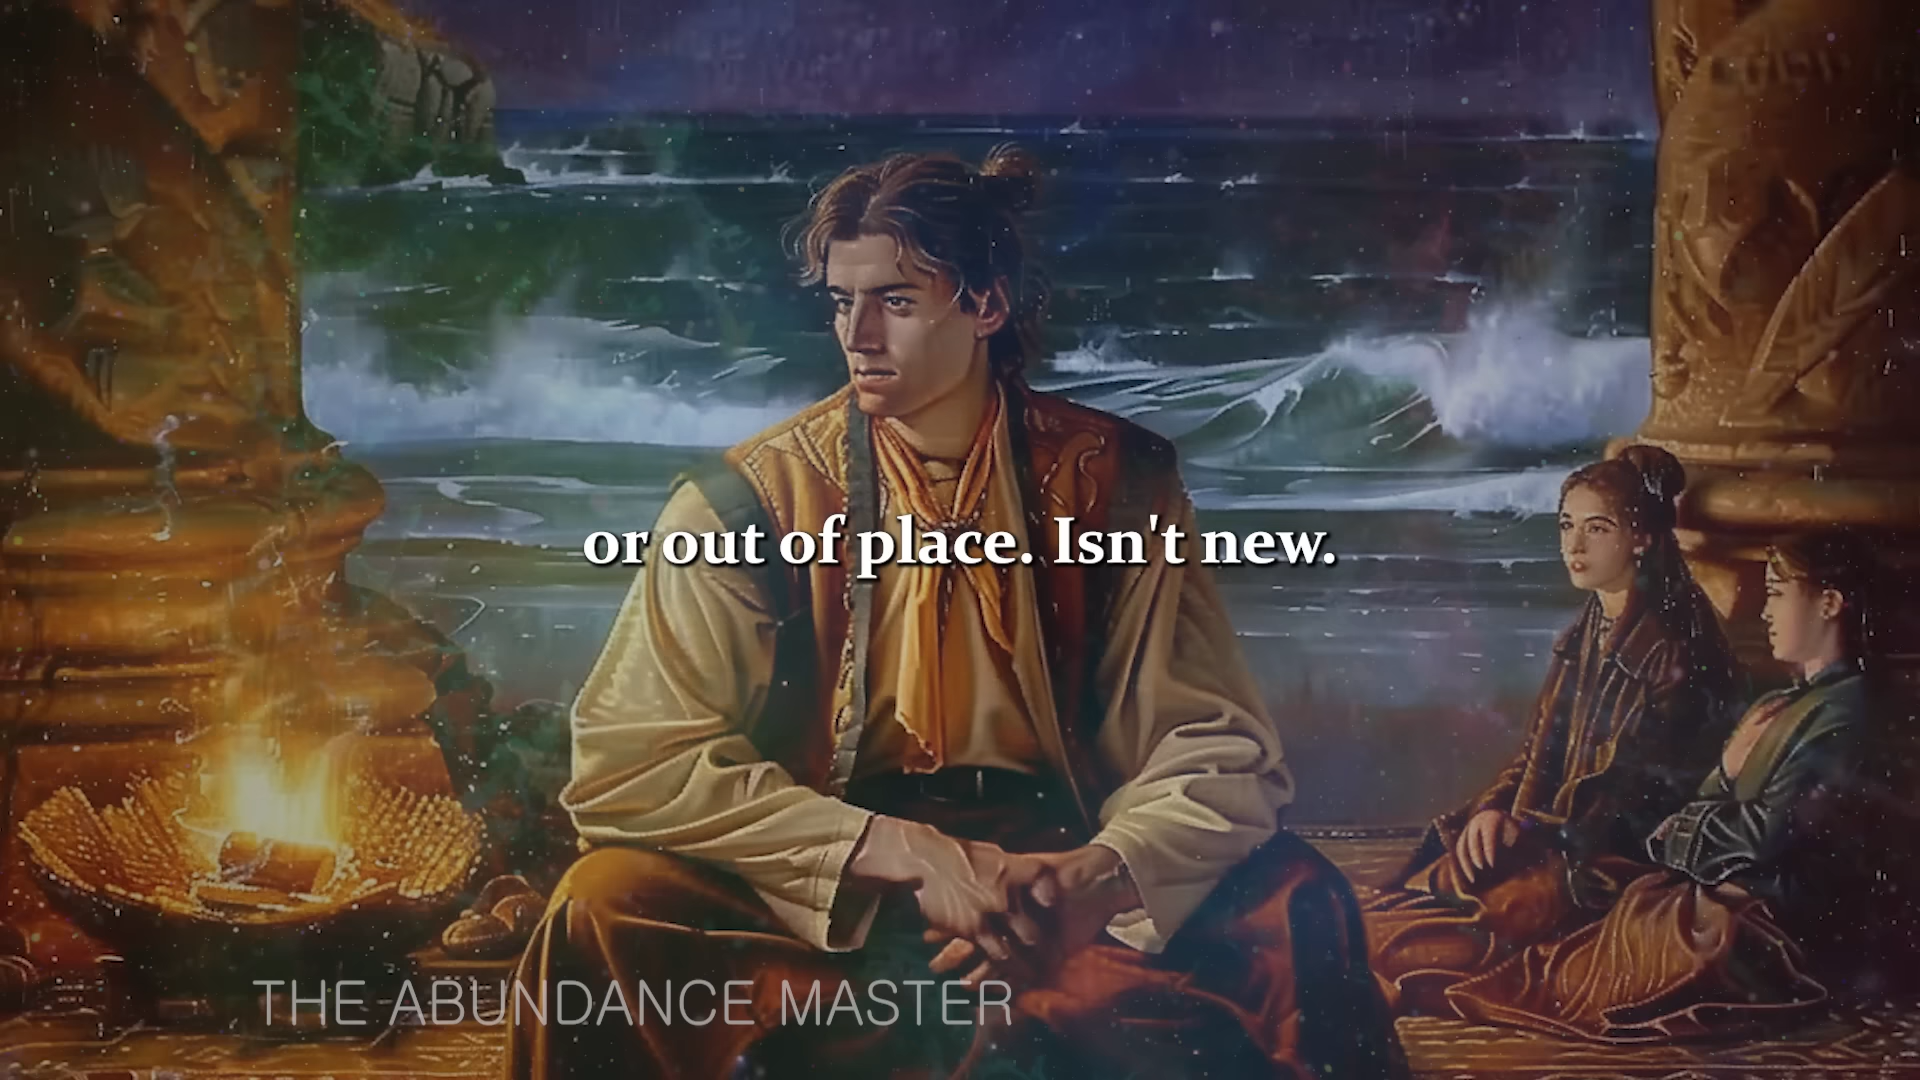 or out of place. Isn't new.
THE ABUNDANCE MASTER